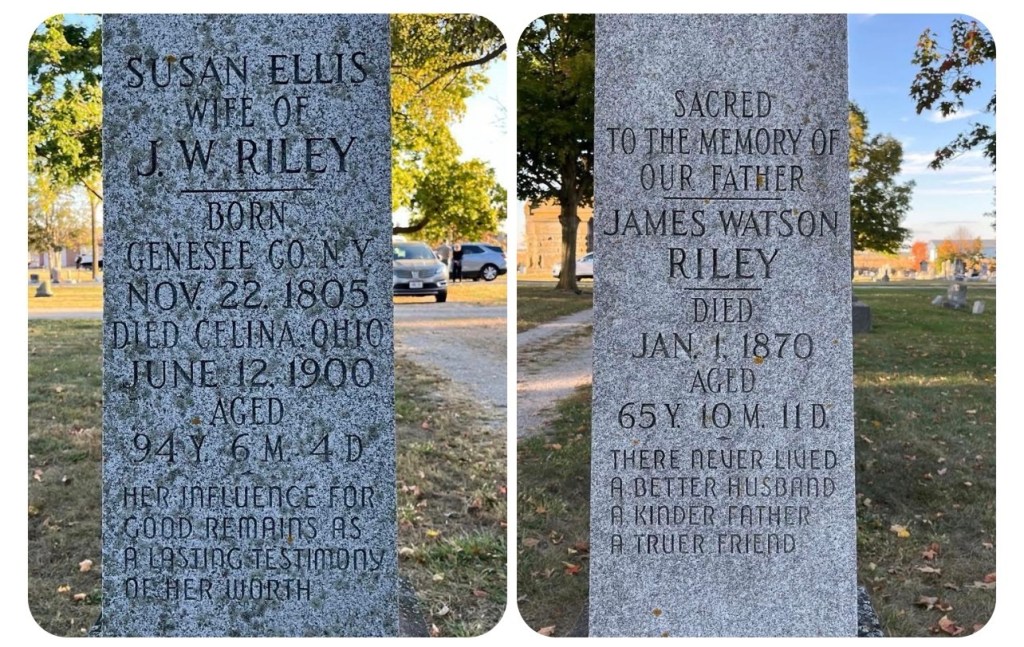 SUSAN ELLIS
WIFE OF
J. W. RILEY
BORN
GENESEE CO. N.Y.
NOV. 22, 1805
DIED CELINA, OHIO
JUNE 12, 1900
AGED
94 Y. 6 M. 4 D.
HER INFLUENCE FOR
GOOD REMAINS AS
A LASTING TESTIMONY
OF HER WORTH
SACRED
TO THE MEMORY OF
OUR FATHER
JAMES WATSON
RILEY
DIED
JAN. 1, 1870
AGED
65 Y. 10 M. 11 D.
THERE NEVER LIVED
A BETTER HUSBAND
A KINDER FATHER
A TRUER FRIEND